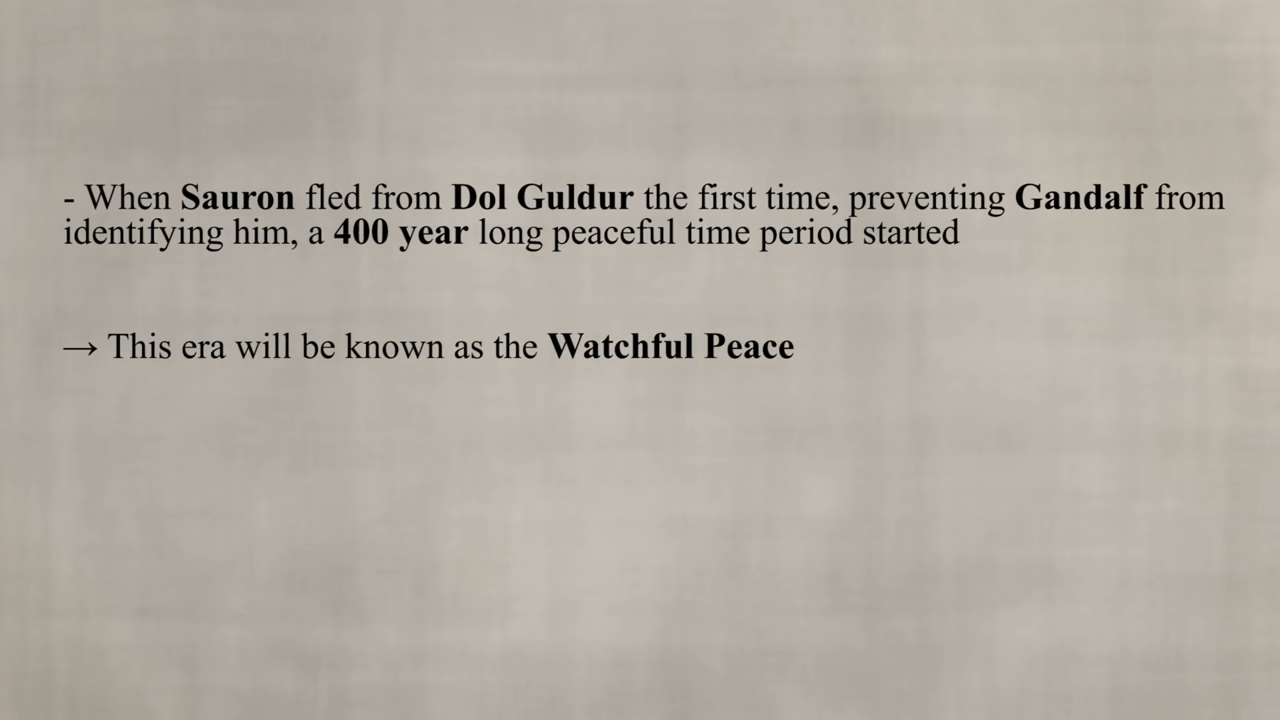 - When Sauron fled from Dol Guldur the first time, preventing Gandalf from
identifying him, a 400 year long peaceful time period started
→ This era will be known as the Watchful Peace